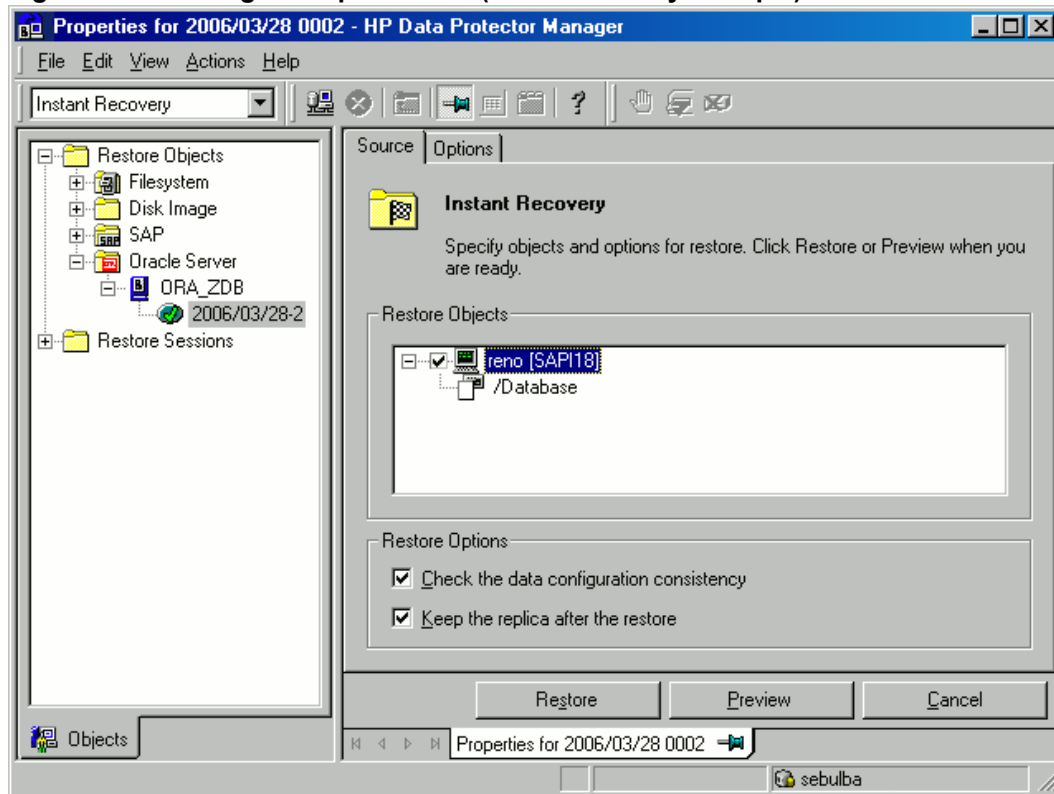 Properties for 2006/03/28 0002 - HP Data Protector Manager
File Edit View Actions Help
Instant Recovery
Restore Objects
Filesystem
Disk Image
SAP
Oracle Server
ORA_ZDB
2006/03/28-2
Restore Sessions
Objects
Source Options
Instant Recovery
Specify objects and options for restore. Click Restore or Preview when you
are ready.
Restore Objects
reno [SAPI18]
/Database
Restore Options
Check the data configuration consistency
Keep the replica after the restore
Restore Preview Cancel
Properties for 2006/03/28 0002
sebulba